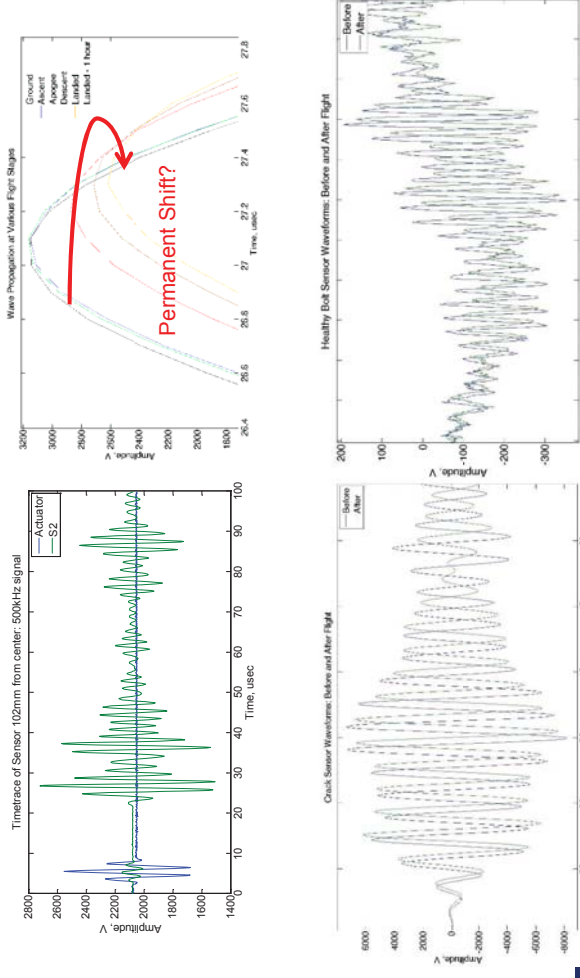 Timetrace of Sensor 102mm from center: 500kHz signal
Actuator
S2
2800
2600
2400
2200
2000
1800
1600
1400
Amplitude, V
0 10 20 30 40 50 60 70 80 90 100
Time, usec
Wave Propagation at Various Flight Stages
Ground
Ascent
Apogee
Descent
Landed
Landed - 1 hour
3200
3000
2800
2600
2400
2200
2000
1800
Amplitude, V
Permanent Shift?
26.4 26.6 26.8 27 27.2 27.4 27.6 27.8
Time, usec
Crack Sensor Waveforms: Before and After Flight
Before
After
6000
4000
2000
0
-2000
-4000
-6000
-8000
Amplitude, V
Healthy Bolt Sensor Waveforms: Before and After Flight
Before
After
200
100
0
-100
-200
-300
Amplitude, V